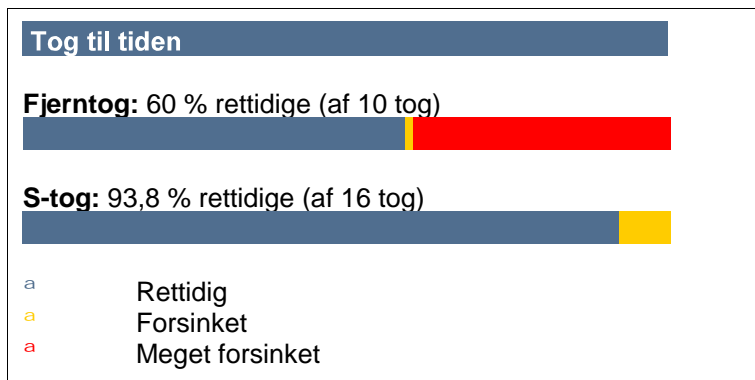 Tog til tiden
Fjerntog: 60 % rettidige (af 10 tog)
S-tog: 93,8 % rettidige (af 16 tog)
a Rettidig
a Forsinket
a Meget forsinket